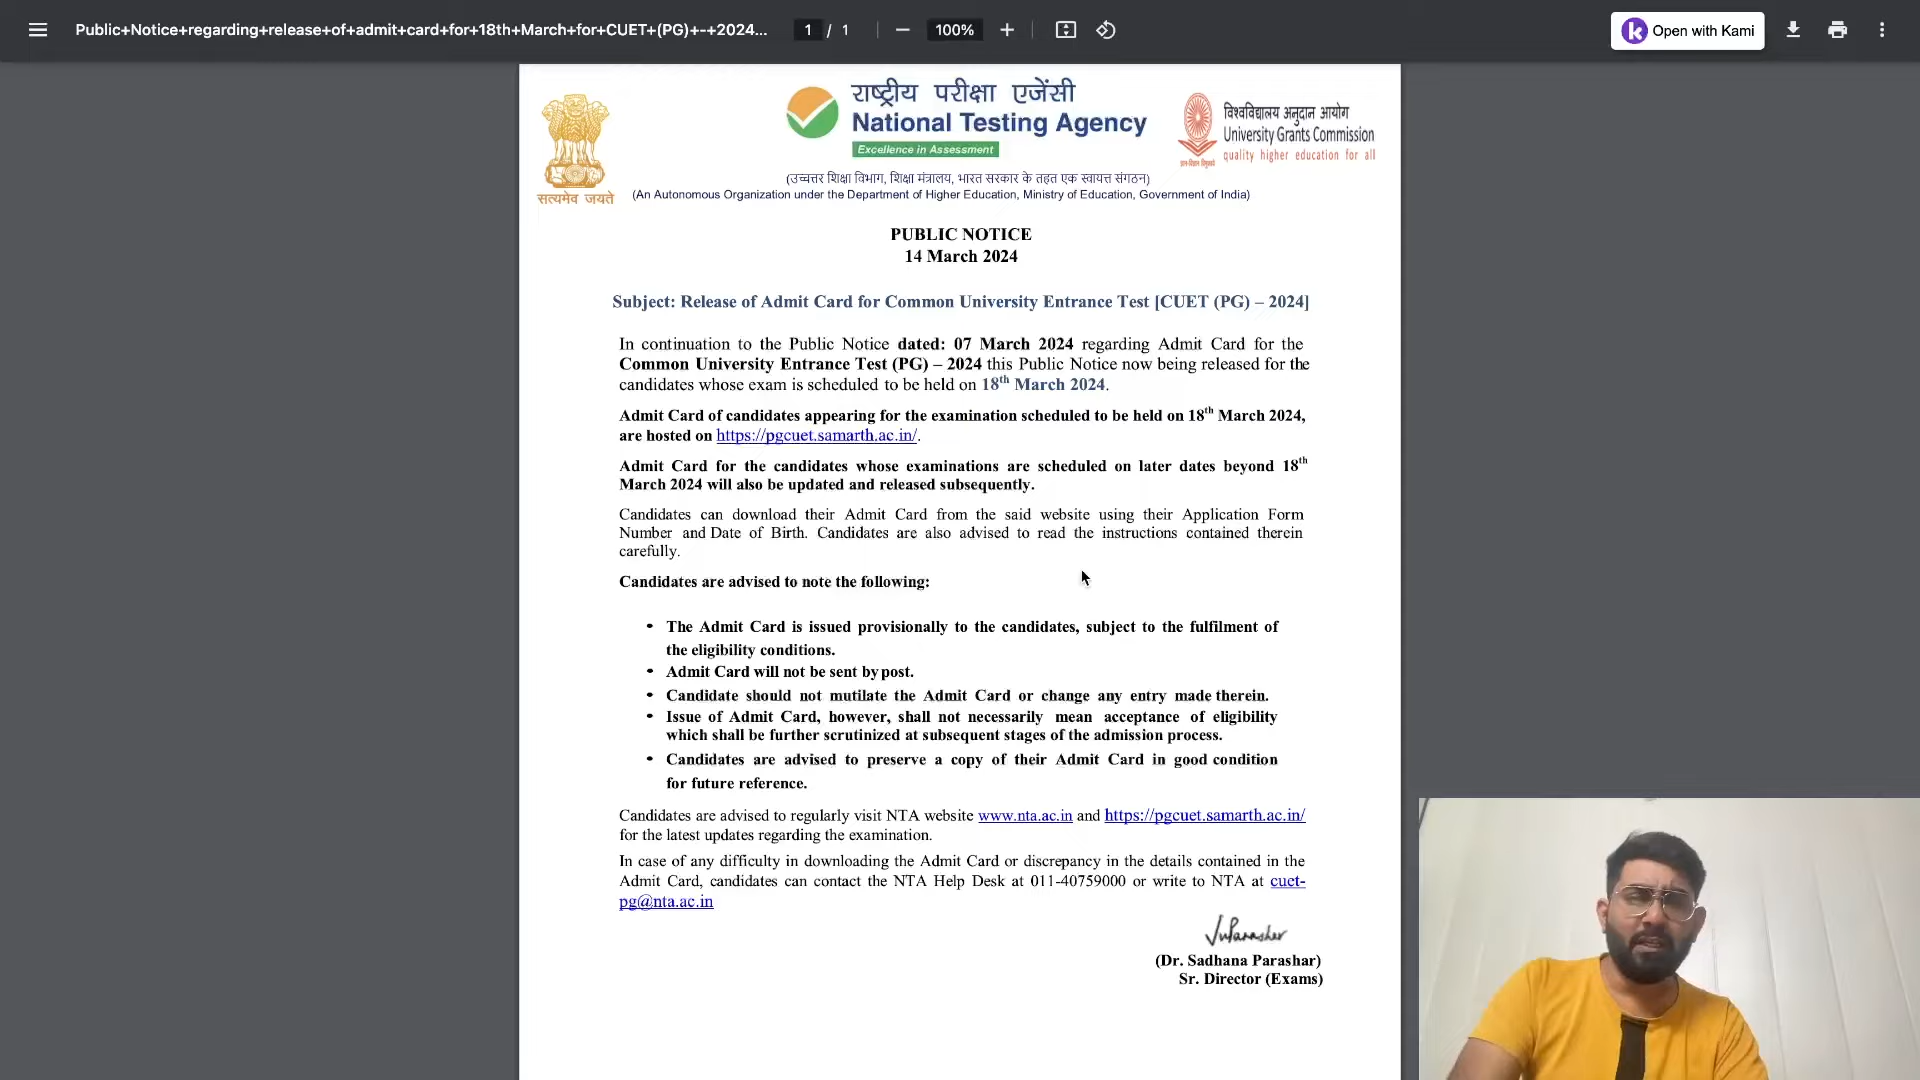 Public+Notice+regarding+release+of+admit+card+for+18th+March+for+CUET+(PG)+-+2024...
1 / 1
100%
Open with Kami
राष्ट्रीय परीक्षा एजेंसी
National Testing Agency
Excellence in Assessment
विश्वविद्यालय अनुदान आयोग
University Grants Commission
quality higher education for all
ज्ञान-विज्ञान विमुक्तये
सत्यमेव जयते
(उच्चत्तर शिक्षा विभाग, शिक्षा मंत्रालय, भारत सरकार के तहत एक स्वायत्त संगठन)
(An Autonomous Organization under the Department of Higher Education, Ministry of Education, Government of India)
PUBLIC NOTICE
14 March 2024
Subject: Release of Admit Card for Common University Entrance Test [CUET (PG) – 2024]
In continuation to the Public Notice dated: 07 March 2024 regarding Admit Card for the
Common University Entrance Test (PG) – 2024 this Public Notice now being released for the
candidates whose exam is scheduled to be held on 18th March 2024.
Admit Card of candidates appearing for the examination scheduled to be held on 18th March 2024,
are hosted on https://pgcuet.samarth.ac.in/.
Admit Card for the candidates whose examinations are scheduled on later dates beyond 18th
March 2024 will also be updated and released subsequently.
Candidates can download their Admit Card from the said website using their Application Form
Number and Date of Birth. Candidates are also advised to read the instructions contained therein
carefully.
Candidates are advised to note the following:
• The Admit Card is issued provisionally to the candidates, subject to the fulfilment of
the eligibility conditions.
• Admit Card will not be sent by post.
• Candidate should not mutilate the Admit Card or change any entry made therein.
• Issue of Admit Card, however, shall not necessarily mean acceptance of eligibility
which shall be further scrutinized at subsequent stages of the admission process.
• Candidates are advised to preserve a copy of their Admit Card in good condition
for future reference.
Candidates are advised to regularly visit NTA website www.nta.ac.in and https://pgcuet.samarth.ac.in/
for the latest updates regarding the examination.
In case of any difficulty in downloading the Admit Card or discrepancy in the details contained in the
Admit Card, candidates can contact the NTA Help Desk at 011-40759000 or write to NTA at cuet-
pg@nta.ac.in
(Dr. Sadhana Parashar)
Sr. Director (Exams)